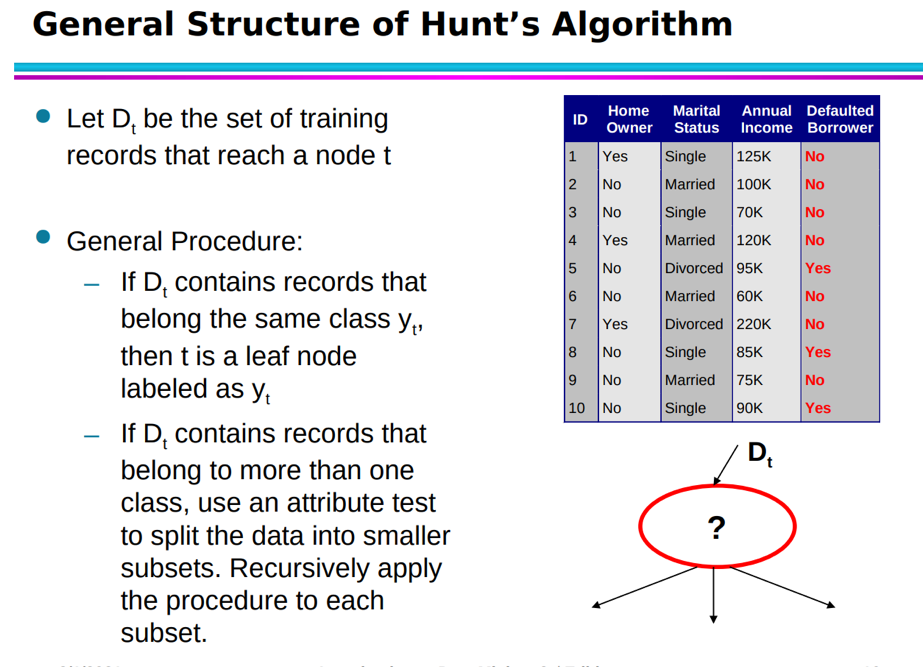 General Structure of Hunt's Algorithm
Let Dt be the set of training
records that reach a node t
General Procedure:
– If Dt contains records that
belong the same class yt,
then t is a leaf node
labeled as yt
– If Dt contains records that
belong to more than one
class, use an attribute test
to split the data into smaller
subsets. Recursively apply
the procedure to each
subset.
ID Home Owner Marital Status Annual Income Defaulted Borrower
1 Yes Single 125K No
2 No Married 100K No
3 No Single 70K No
4 Yes Married 120K No
5 No Divorced 95K Yes
6 No Married 60K No
7 Yes Divorced 220K No
8 No Single 85K Yes
9 No Married 75K No
10 No Single 90K Yes
Dt
?